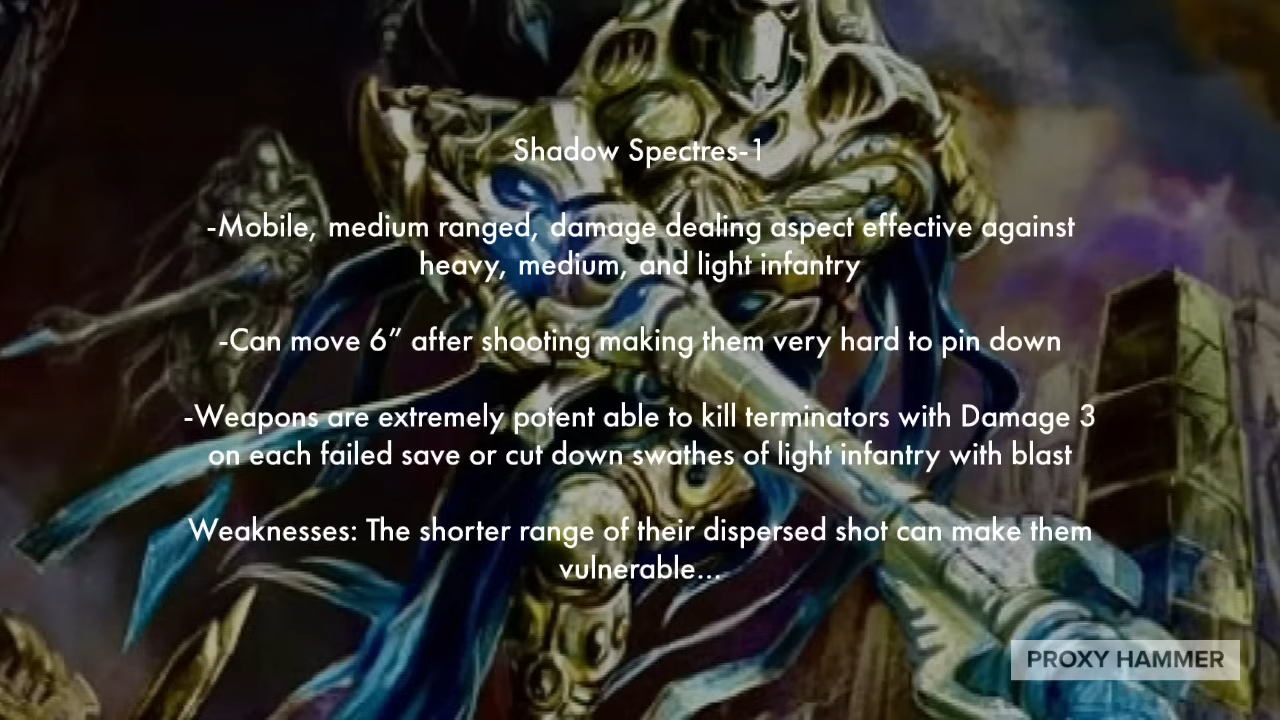 Shadow Spectres-1
-Mobile, medium ranged, damage dealing aspect effective against
heavy, medium, and light infantry
-Can move 6” after shooting making them very hard to pin down
-Weapons are extremely potent able to kill terminators with Damage 3
on each failed save or cut down swathes of light infantry with blast
Weaknesses: The shorter range of their dispersed shot can make them
vulnerable...
PROXY HAMMER